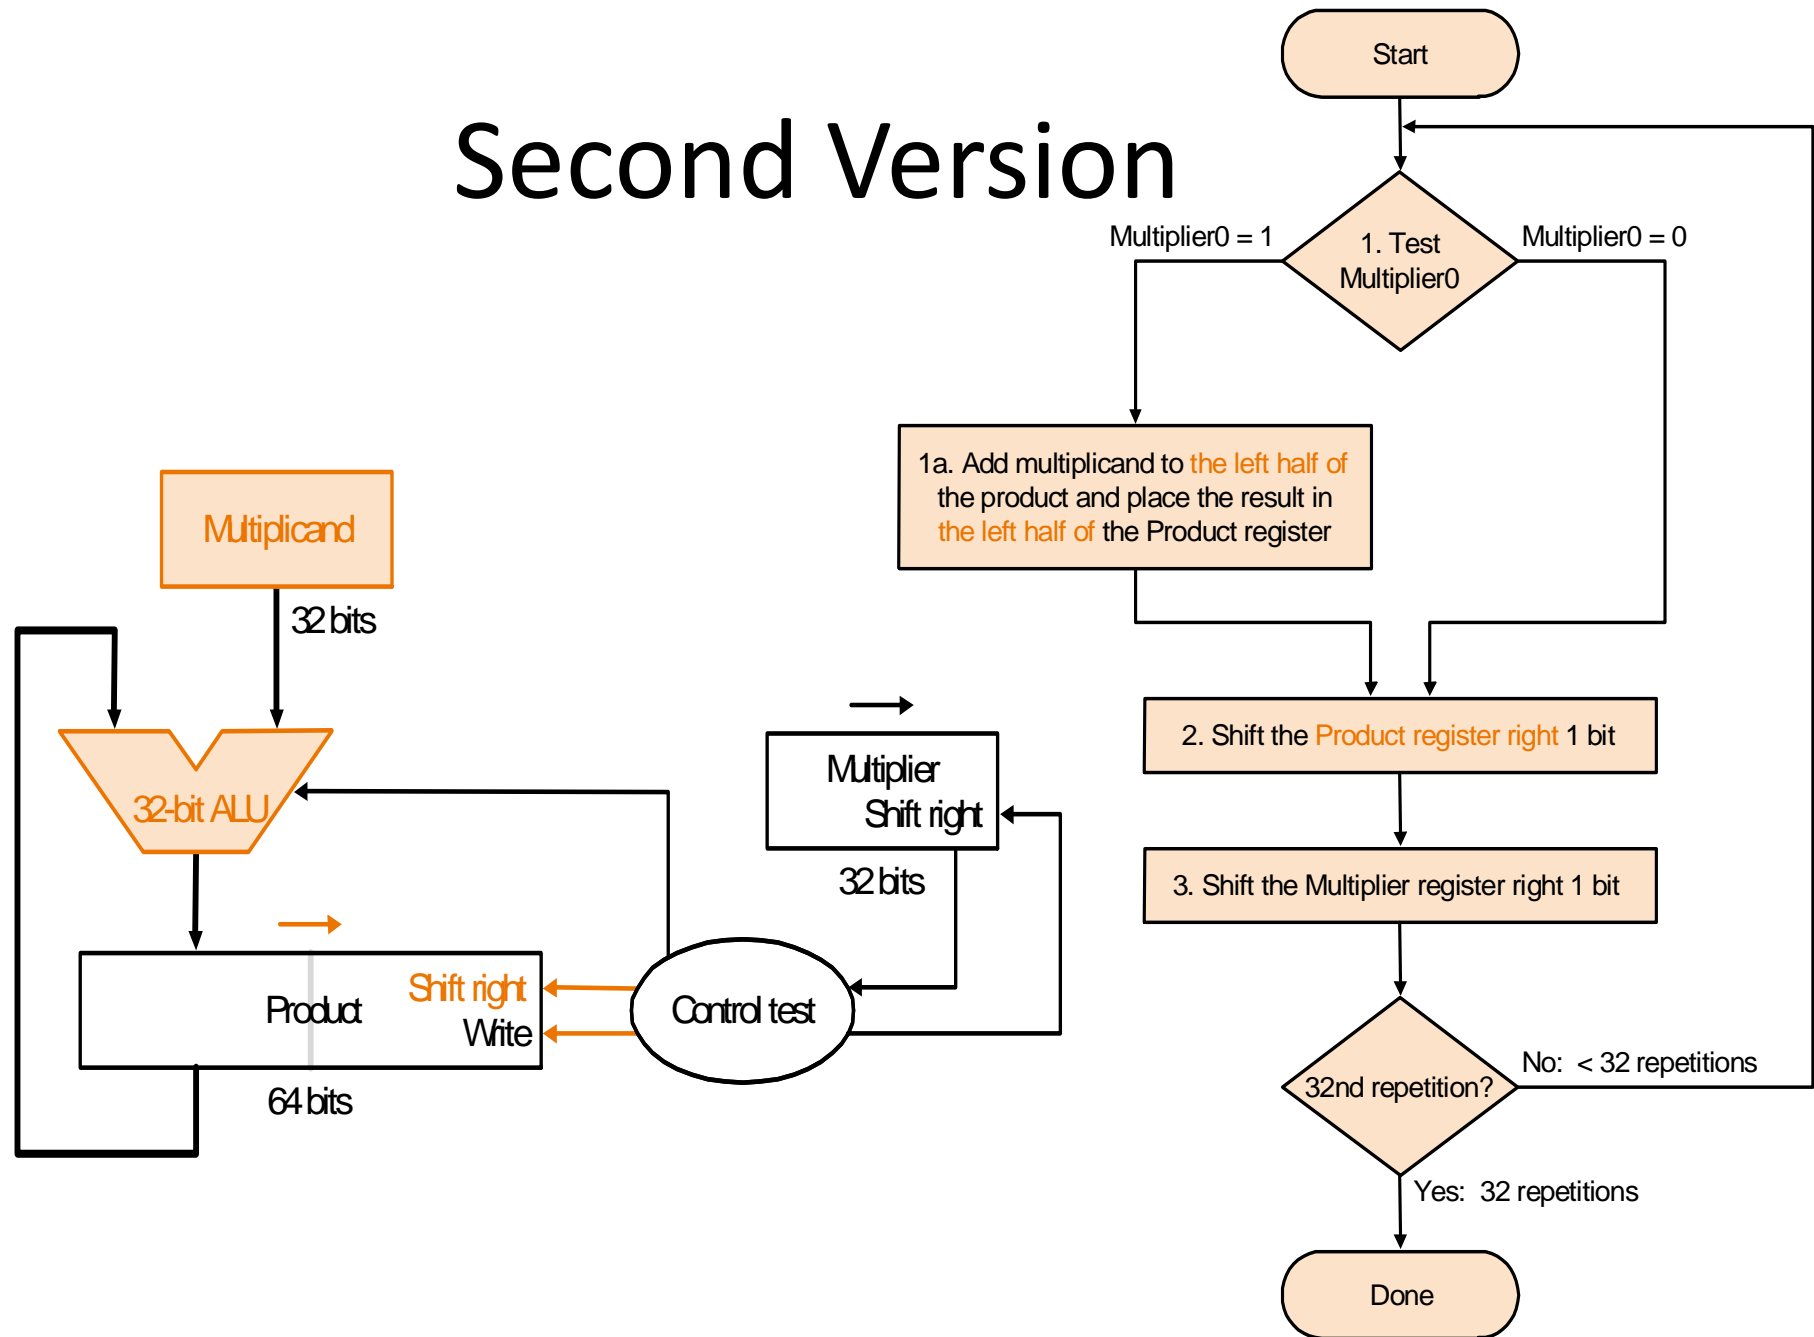 Second Version
Start
Multiplier0 = 1
1. Test
Multiplier0
Multiplier0 = 0
1a. Add multiplicand to the left half of
the product and place the result in
the left half of the Product register
2. Shift the Product register right 1 bit
3. Shift the Multiplier register right 1 bit
32nd repetition?
No: < 32 repetitions
Yes: 32 repetitions
Done
Multiplicand
32 bits
32-bit ALU
Multiplier
Shift right
32 bits
Product
Shift right
Write
64 bits
Control test